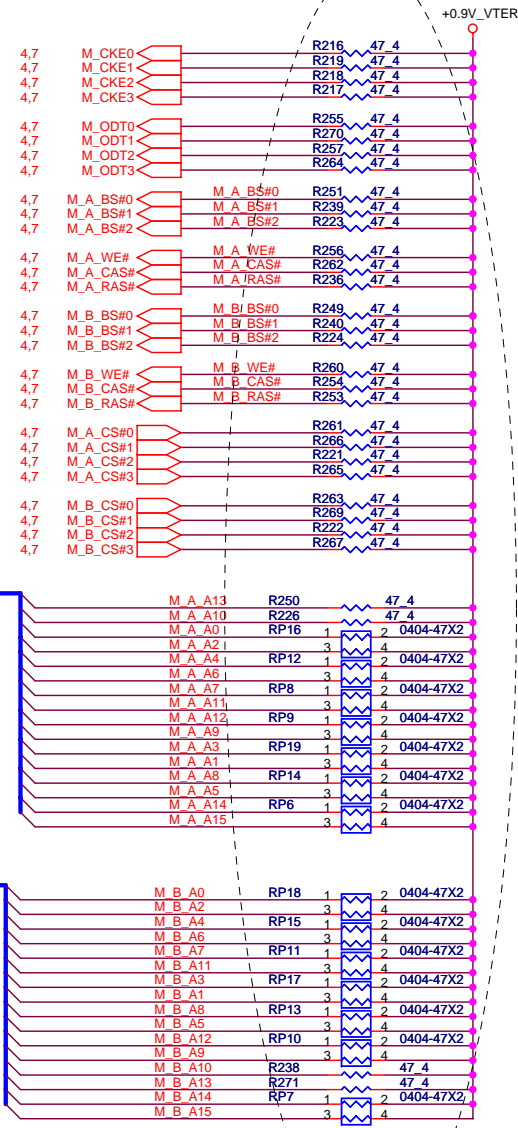 +0.9V_VTER
4,7 M_CKE0 R216 47_4
4,7 M_CKE1 R219 47_4
4,7 M_CKE2 R218 47_4
4,7 M_CKE3 R217 47_4
4,7 M_ODT0 R255 47_4
4,7 M_ODT1 R270 47_4
4,7 M_ODT2 R257 47_4
4,7 M_ODT3 R264 47_4
4,7 M_A_BS#0 M_A_BS#0 R251 47_4
4,7 M_A_BS#1 M_A_BS#1 R239 47_4
4,7 M_A_BS#2 M_A_BS#2 R223 47_4
4,7 M_A_WE# M_A_WE# R256 47_4
4,7 M_A_CAS# M_A_CAS# R262 47_4
4,7 M_A_RAS# M_A_RAS# R236 47_4
4,7 M_B_BS#0 M_B_BS#0 R249 47_4
4,7 M_B_BS#1 M_B_BS#1 R240 47_4
4,7 M_B_BS#2 M_B_BS#2 R224 47_4
4,7 M_B_WE# M_B_WE# R260 47_4
4,7 M_B_CAS# M_B_CAS# R254 47_4
4,7 M_B_RAS# M_B_RAS# R253 47_4
4,7 M_A_CS#0 R261 47_4
4,7 M_A_CS#1 R266 47_4
4,7 M_A_CS#2 R221 47_4
4,7 M_A_CS#3 R265 47_4
4,7 M_B_CS#0 R263 47_4
4,7 M_B_CS#1 R269 47_4
4,7 M_B_CS#2 R222 47_4
4,7 M_B_CS#3 R267 47_4
M_A_A13 R250 47_4
M_A_A10 R226 47_4
M_A_A0 RP16 1 2 0404-47X2
M_A_A2 3 4
M_A_A4 RP12 1 2 0404-47X2
M_A_A6 3 4
M_A_A7 RP8 1 2 0404-47X2
M_A_A11 3 4
M_A_A12 RP9 1 2 0404-47X2
M_A_A9 3 4
M_A_A3 RP19 1 2 0404-47X2
M_A_A1 3 4
M_A_A8 RP14 1 2 0404-47X2
M_A_A5 3 4
M_A_A14 RP6 1 2 0404-47X2
M_A_A15 3 4
M_B_A0 RP18 1 2 0404-47X2
M_B_A2 3 4
M_B_A4 RP15 1 2 0404-47X2
M_B_A6 3 4
M_B_A7 RP11 1 2 0404-47X2
M_B_A11 3 4
M_B_A3 RP17 1 2 0404-47X2
M_B_A1 3 4
M_B_A8 RP13 1 2 0404-47X2
M_B_A5 3 4
M_B_A12 RP10 1 2 0404-47X2
M_B_A9 3 4
M_B_A10 R238 47_4
M_B_A13 R271 47_4
M_B_A14 RP7 1 2 0404-47X2
M_B_A15 3 4